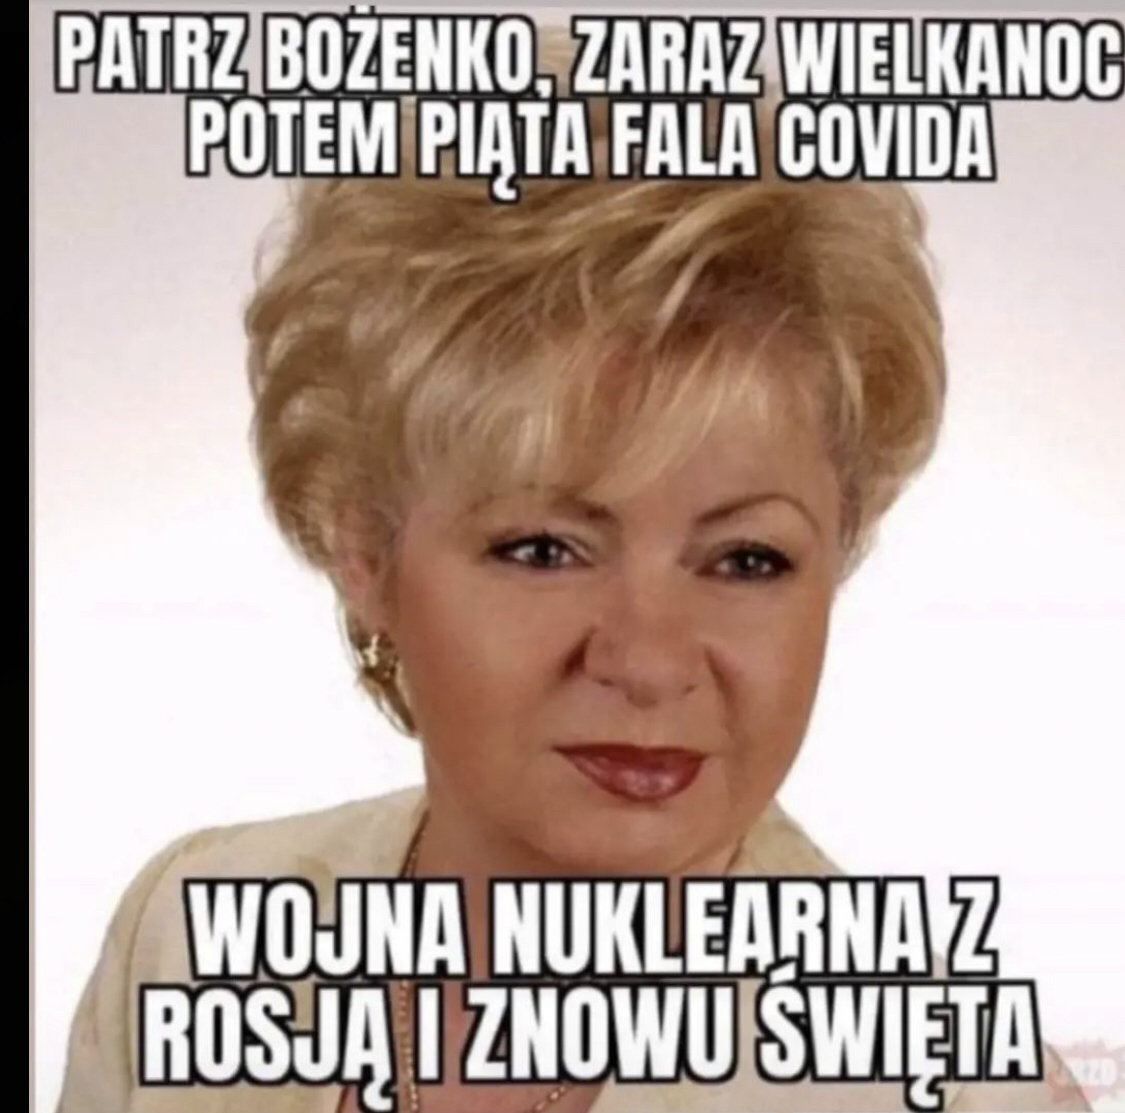 PATRZ BOŻENKO, ZARAZ WIELKANOC
POTEM PIĄTA FALA COVIDA
WOJNA NUKLEARNA Z
ROSJĄ I ZNOWU ŚWIĘTA